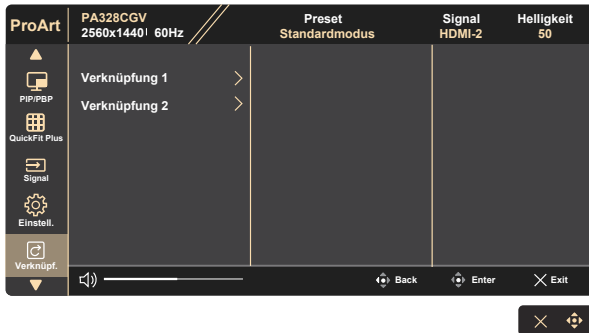 ProArt
PA328CGV
2560x1440 60Hz
Preset
Standardmodus
Signal
HDMI-2
Helligkeit
50
PIP/PBP
QuickFit Plus
Signal
Einstell.
Verknüpf.
Verknüpfung 1
Verknüpfung 2
Back
Enter
Exit